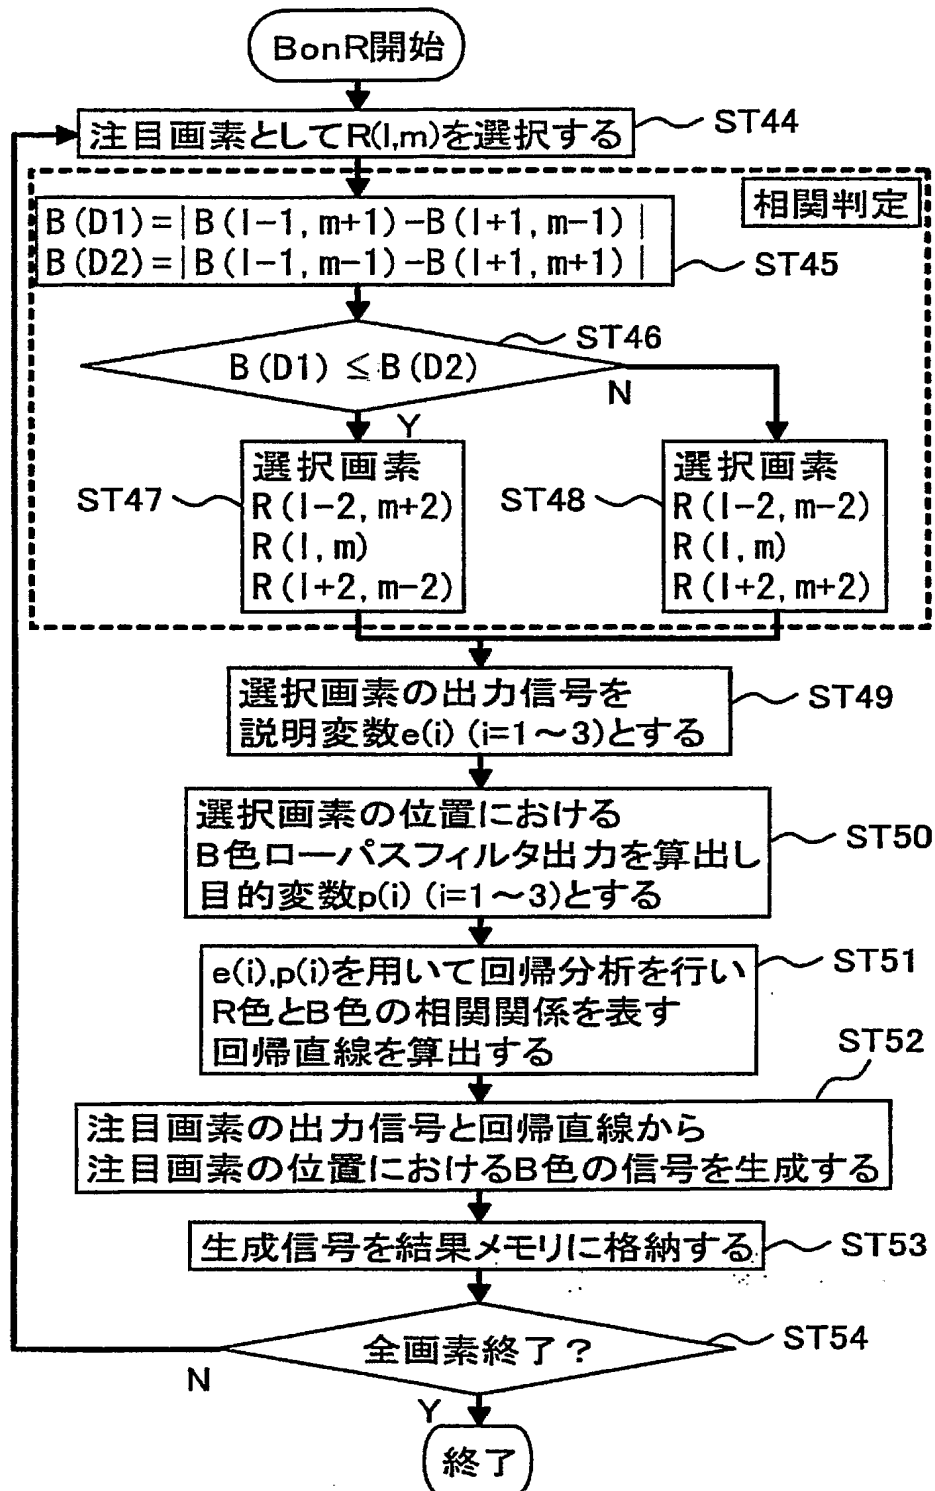 BonR開始
注目画素としてR(l,m)を選択する
ST44
相関判定
B(D1)=|B(l-1,m+1)-B(l+1,m-1)|
B(D2)=|B(l-1,m-1)-B(l+1,m+1)|
ST45
ST46
B(D1)≤B(D2)
N
Y
ST47
選択画素
R(l-2,m+2)
R(l,m)
R(l+2,m-2)
ST48
選択画素
R(l-2,m-2)
R(l,m)
R(l+2,m+2)
選択画素の出力信号を
説明変数e(i)(i=1～3)とする
ST49
選択画素の位置における
B色ローパスフィルタ出力を算出し
目的変数p(i)(i=1～3)とする
ST50
e(i),p(i)を用いて回帰分析を行い
R色とB色の相関関係を表す
回帰直線を算出する
ST51
ST52
注目画素の出力信号と回帰直線から
注目画素の位置におけるB色の信号を生成する
生成信号を結果メモリに格納する
ST53
全画素終了？
ST54
N
Y
終了